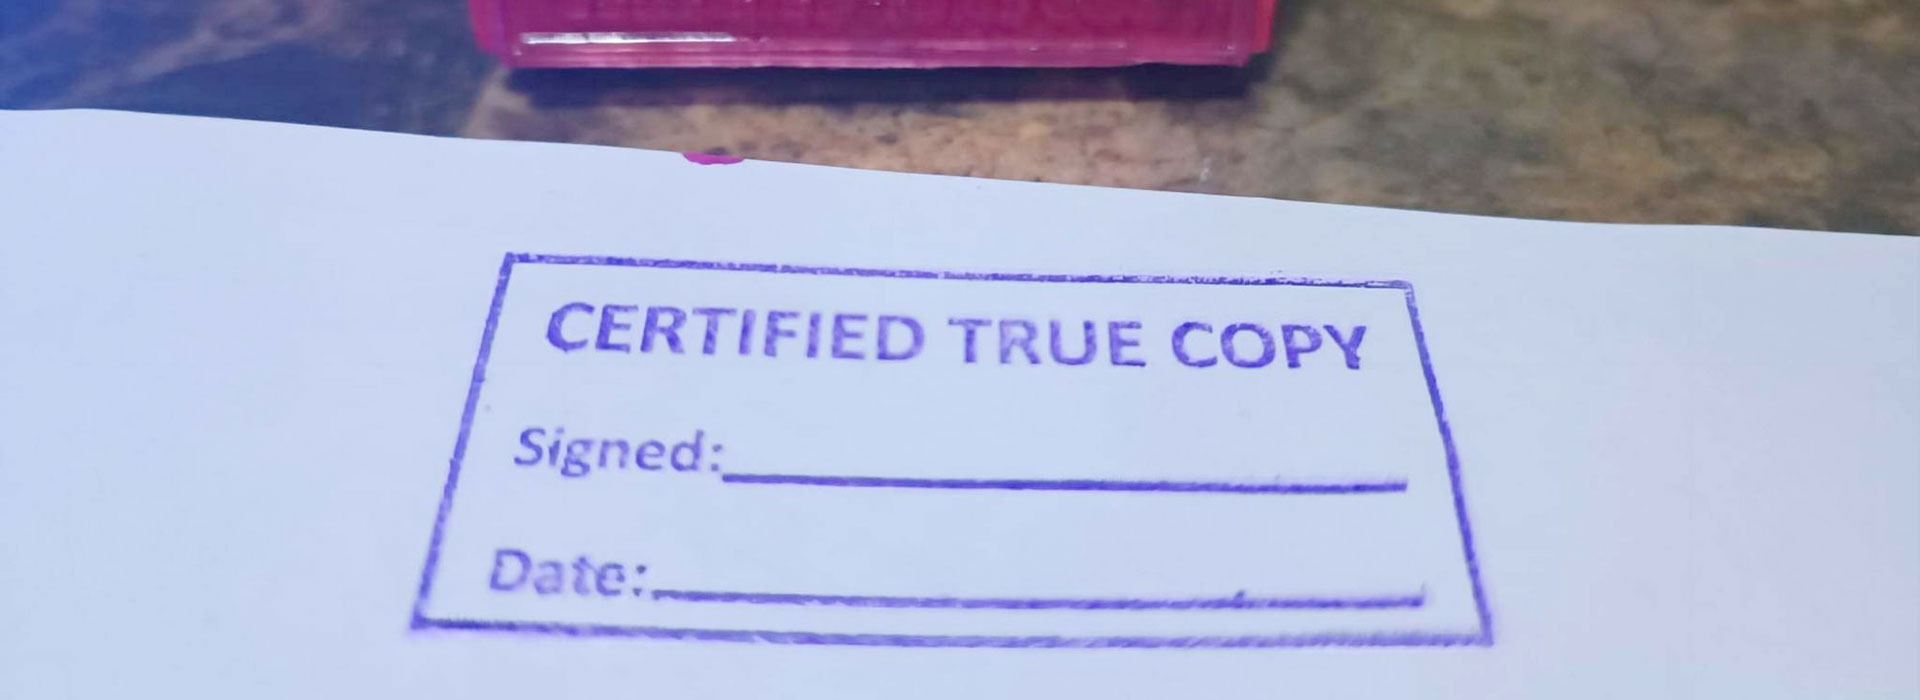 CERTIFIED TRUE COPY
Signed:
Date: